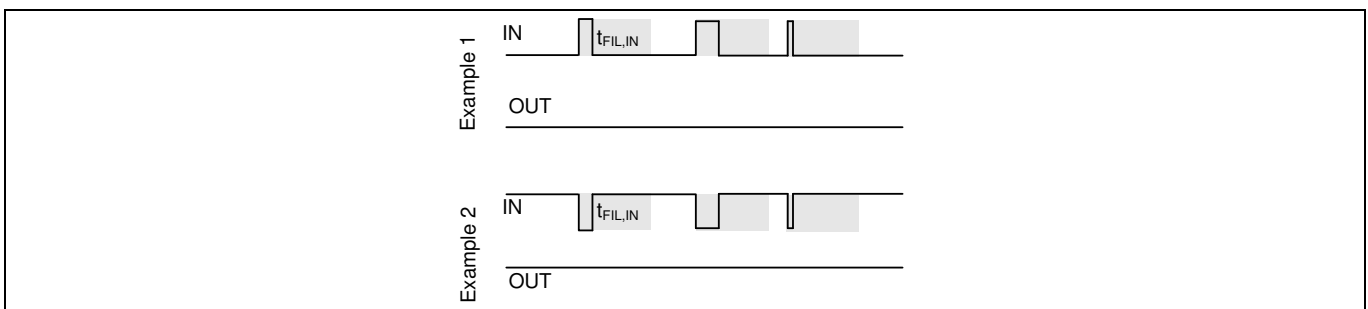 Example 1
IN
tFIL,IN
OUT
Example 2
IN
tFIL,IN
OUT